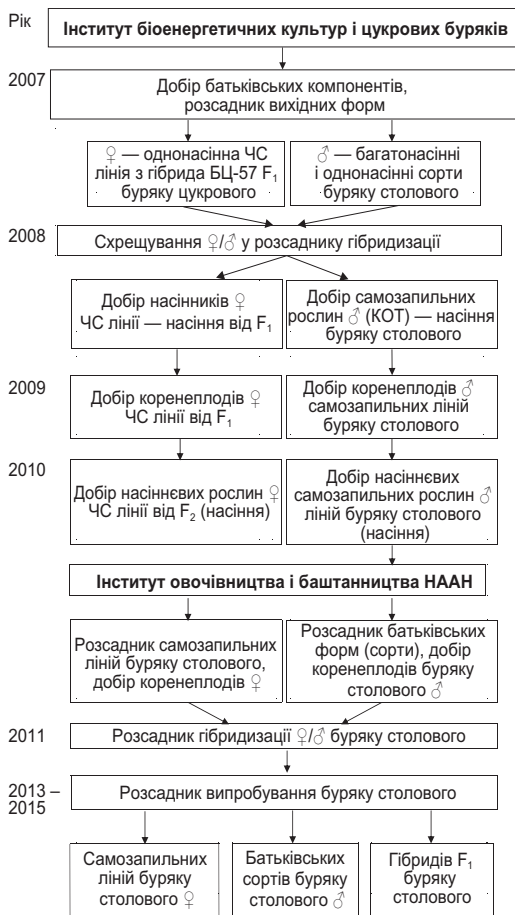 Рік
Інститут біоенергетичних культур і цукрових буряків
2007
Добір батьківських компонентів,
розсадник вихідних форм
♀ — однонасінна ЧС
лінія з гібрида БЦ-57 F₁
буряку цукрового
♂ — багатонасінні
і однонасінні сорти
буряку столового
2008
Схрещування ♀/♂ у розсаднику гібридизації
Добір насінників ♀
ЧС лінії — насіння від F₁
Добір самозапильних
рослин ♂ (КОТ) — насіння
буряку столового
2009
Добір коренеплодів ♀
ЧС лінії від F₁
Добір коренеплодів ♂
самозапильних ліній
буряку столового
2010
Добір насіннєвих рослин ♀
ЧС лінії від F₂ (насіння)
Добір насіннєвих
самозапильних рослин ♂
ліній буряку столового
(насіння)
Інститут овочівництва і баштанництва НААН
Розсадник самозапильних
ліній буряку столового,
добір коренеплодів ♀
Розсадник батьківських
форм (сорти), добір
коренеплодів буряку
столового ♂
2011
Розсадник гібридизації ♀/♂ буряку столового
2013 –
2015
Розсадник випробування буряку столового
Самозапильних
ліній буряку
столового ♀
Батьківських
сортів буряку
столового ♂
Гібридів F₁
буряку
столового